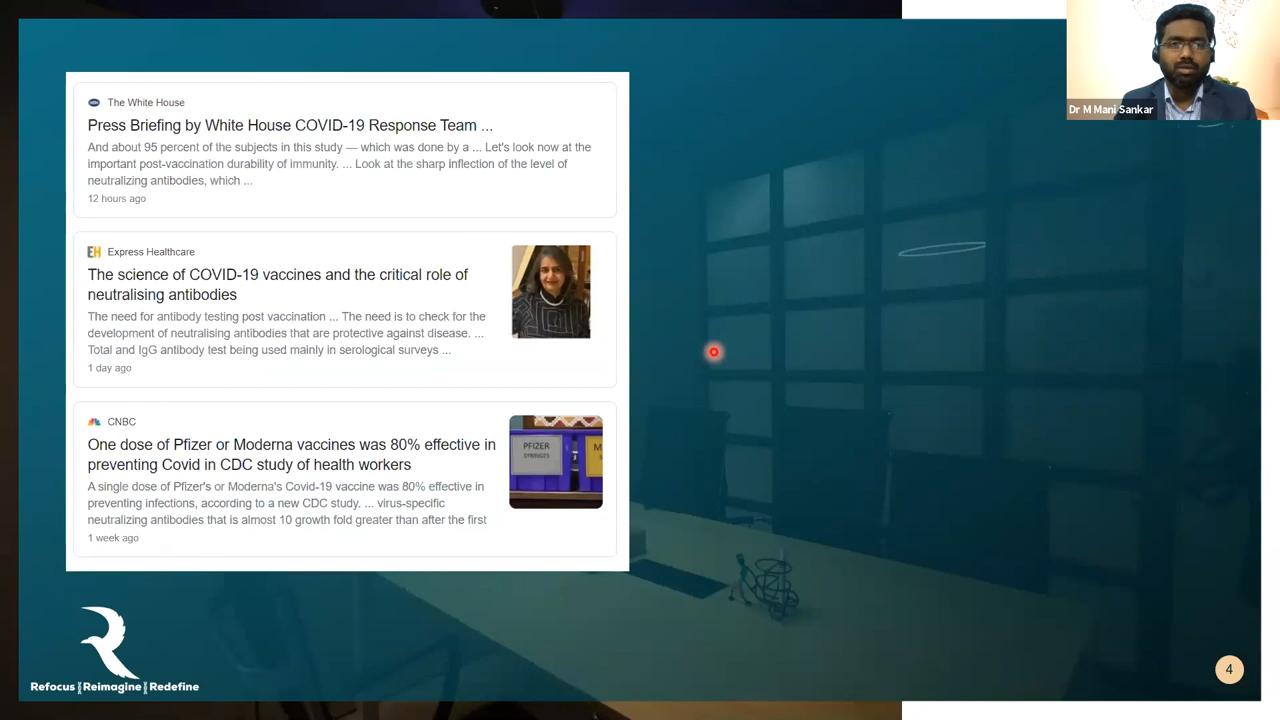 Dr M Mani Sankar
The White House
Press Briefing by White House COVID-19 Response Team ...
And about 95 percent of the subjects in this study — which was done by a ... Let's look now at the
important post-vaccination durability of immunity. ... Look at the sharp inflection of the level of
neutralizing antibodies, which ...
12 hours ago
EH Express Healthcare
The science of COVID-19 vaccines and the critical role of
neutralising antibodies
The need for antibody testing post vaccination ... The need is to check for the
development of neutralising antibodies that are protective against disease. ...
Total and IgG antibody test being used mainly in serological surveys ...
1 day ago
CNBC
One dose of Pfizer or Moderna vaccines was 80% effective in
preventing Covid in CDC study of health workers
A single dose of Pfizer's or Moderna's Covid-19 vaccine was 80% effective in
preventing infections, according to a new CDC study. ... virus-specific
neutralizing antibodies that is almost 10 growth fold greater than after the first
1 week ago
PFIZER
SYRINGES
M
R
Refocus | Reimagine | Redefine
4